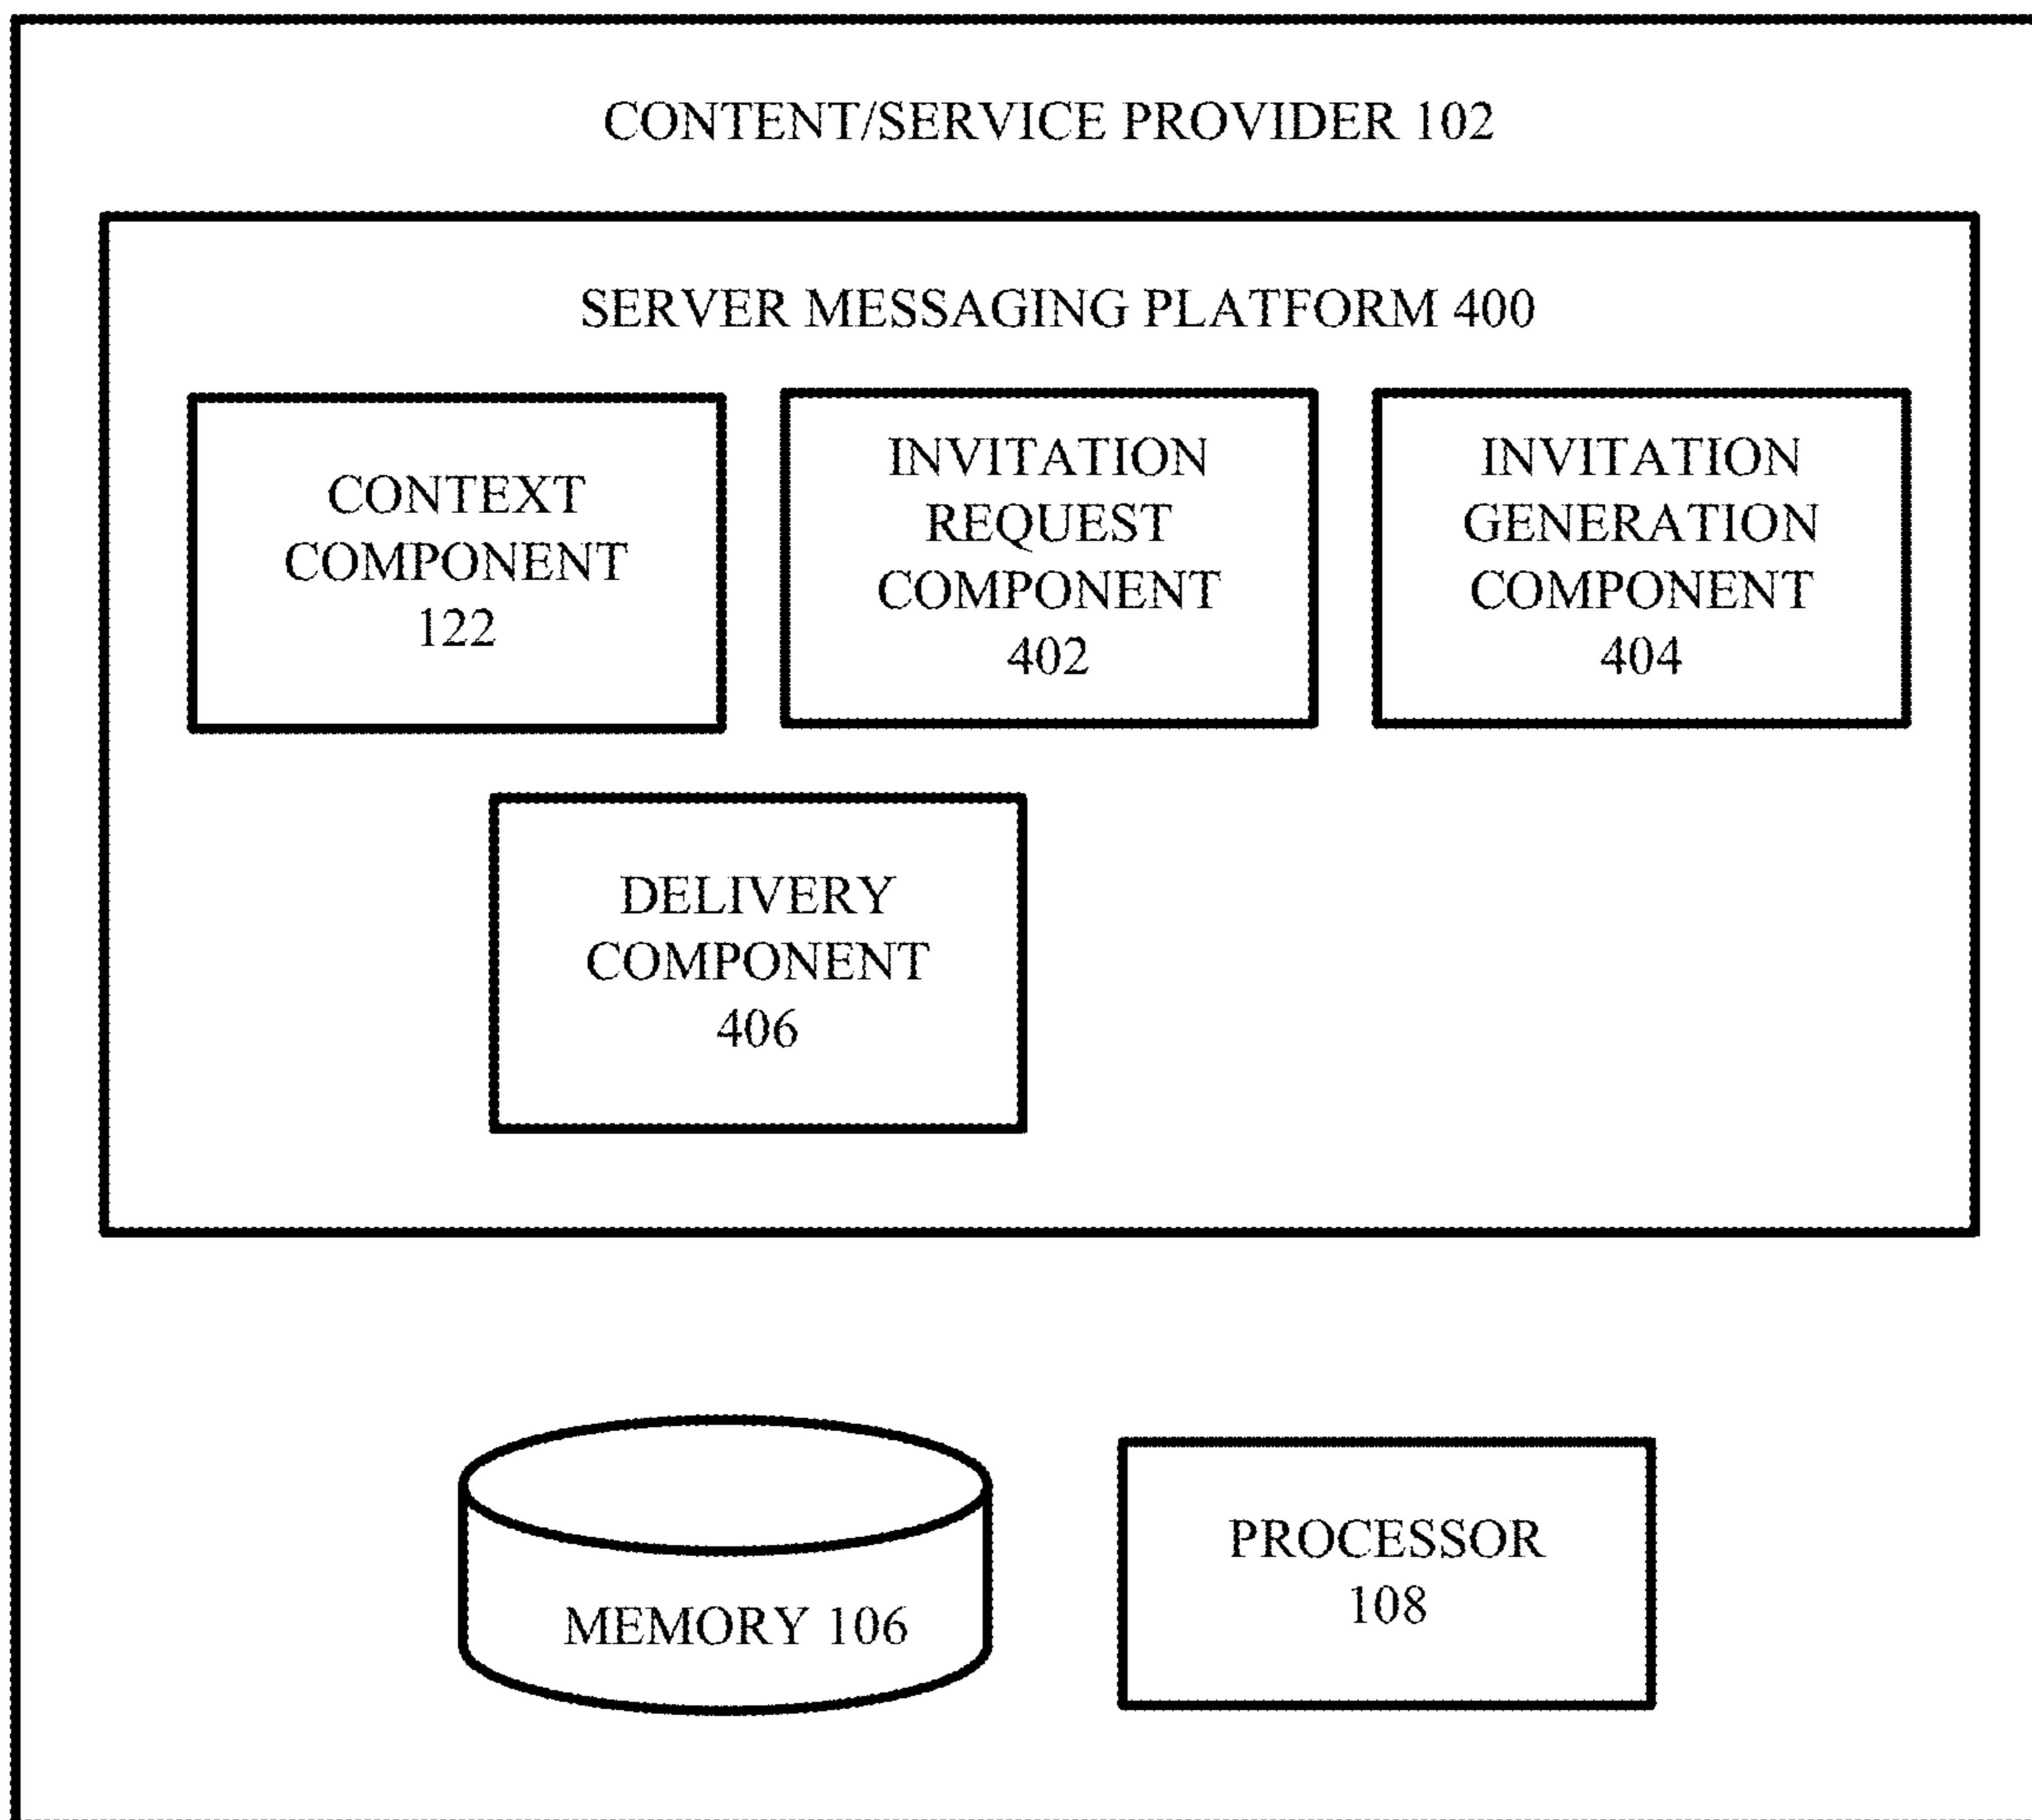 CONTENT/SERVICE PROVIDER 102
SERVER MESSAGING PLATFORM 400
CONTEXT
COMPONENT
122
INVITATION
REQUEST
COMPONENT
402
INVITATION
GENERATION
COMPONENT
404
DELIVERY
COMPONENT
406
MEMORY 106
PROCESSOR
108